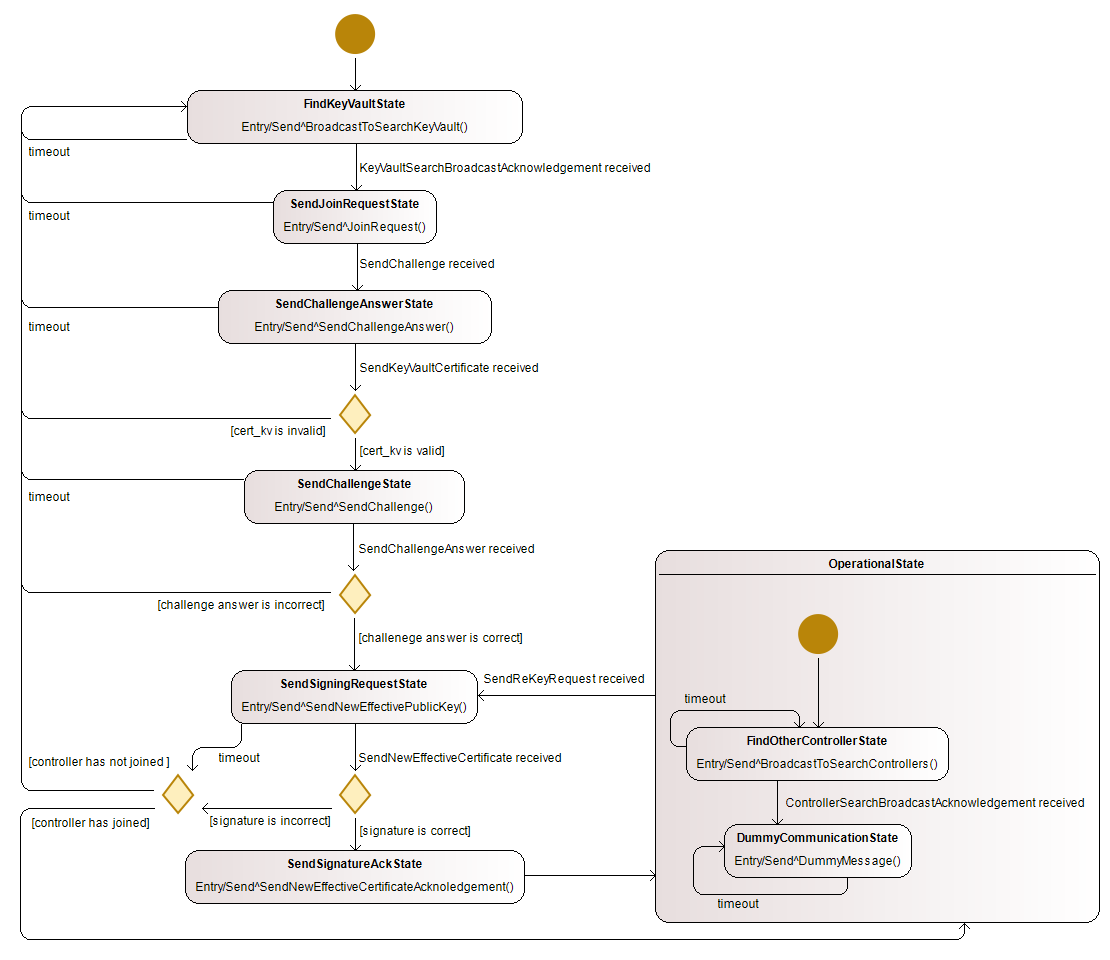 FindKeyVaultState
Entry/Send^BroadcastToSearchKeyVault()
timeout
KeyVaultSearchBroadcastAcknowledgement received
SendJoinRequestState
timeout
Entry/Send^JoinRequest()
SendChallenge received
SendChallengeAnswerState
timeout
Entry/Send^SendChallengeAnswer()
SendKeyVaultCertificate received
[cert_kv is invalid]
[cert_kv is valid]
SendChallengeState
timeout
Entry/Send^SendChallenge()
SendChallengeAnswer received
[challenge answer is incorrect]
[challenege answer is correct]
SendSigningRequestState
Entry/Send^SendNewEffectivePublicKey()
SendReKeyRequest received
timeout
SendNewEffectiveCertificate received
[controller has not joined ]
[controller has joined]
[signature is incorrect]
[signature is correct]
SendSignatureAckState
Entry/Send^SendNewEffectiveCertificateAcknoledgement()
OperationalState
timeout
FindOtherControllerState
Entry/Send^BroadcastToSearchControllers()
ControllerSearchBroadcastAcknowledgement received
DummyCommunicationState
Entry/Send^DummyMessage()
timeout